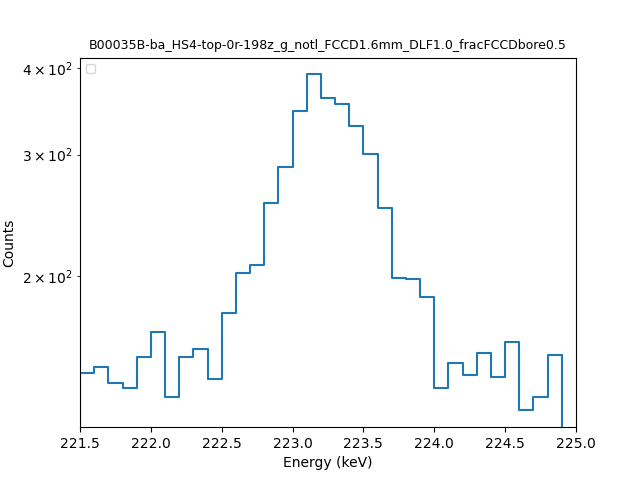 B00035B-ba_HS4-top-0r-198z_g_notl_FCCD1.6mm_DLF1.0_fracFCCDbore0.5
4 × 10²
3 × 10²
2 × 10²
Counts
221.5 222.0 222.5 223.0 223.5 224.0 224.5 225.0
Energy (keV)